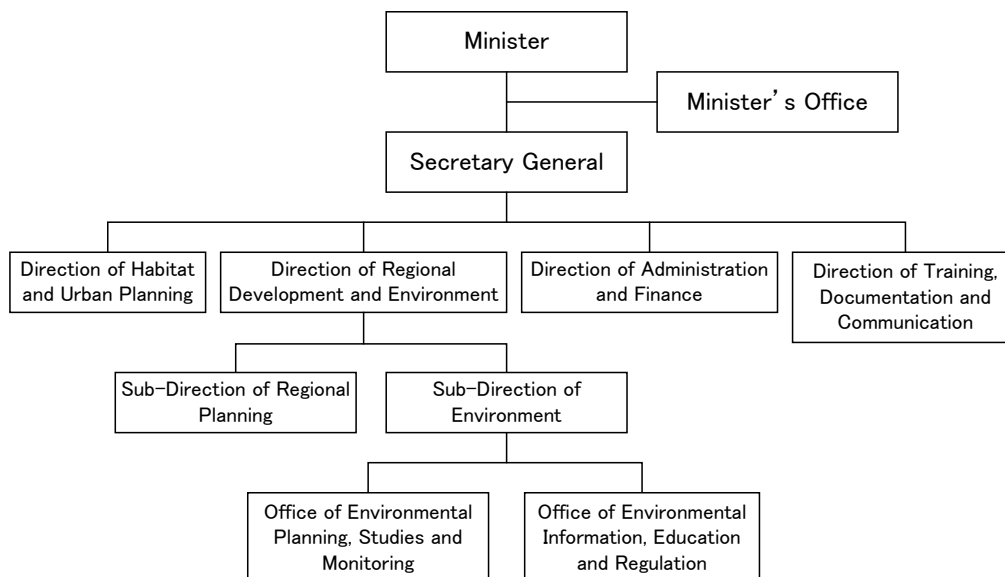 Minister
Minister's Office
Secretary General
Direction of Habitat
and Urban Planning
Direction of Regional
Development and Environment
Direction of Administration
and Finance
Direction of Training,
Documentation and
Communication
Sub-Direction of Regional
Planning
Sub-Direction of
Environment
Office of Environmental
Planning, Studies and
Monitoring
Office of Environmental
Information, Education
and Regulation